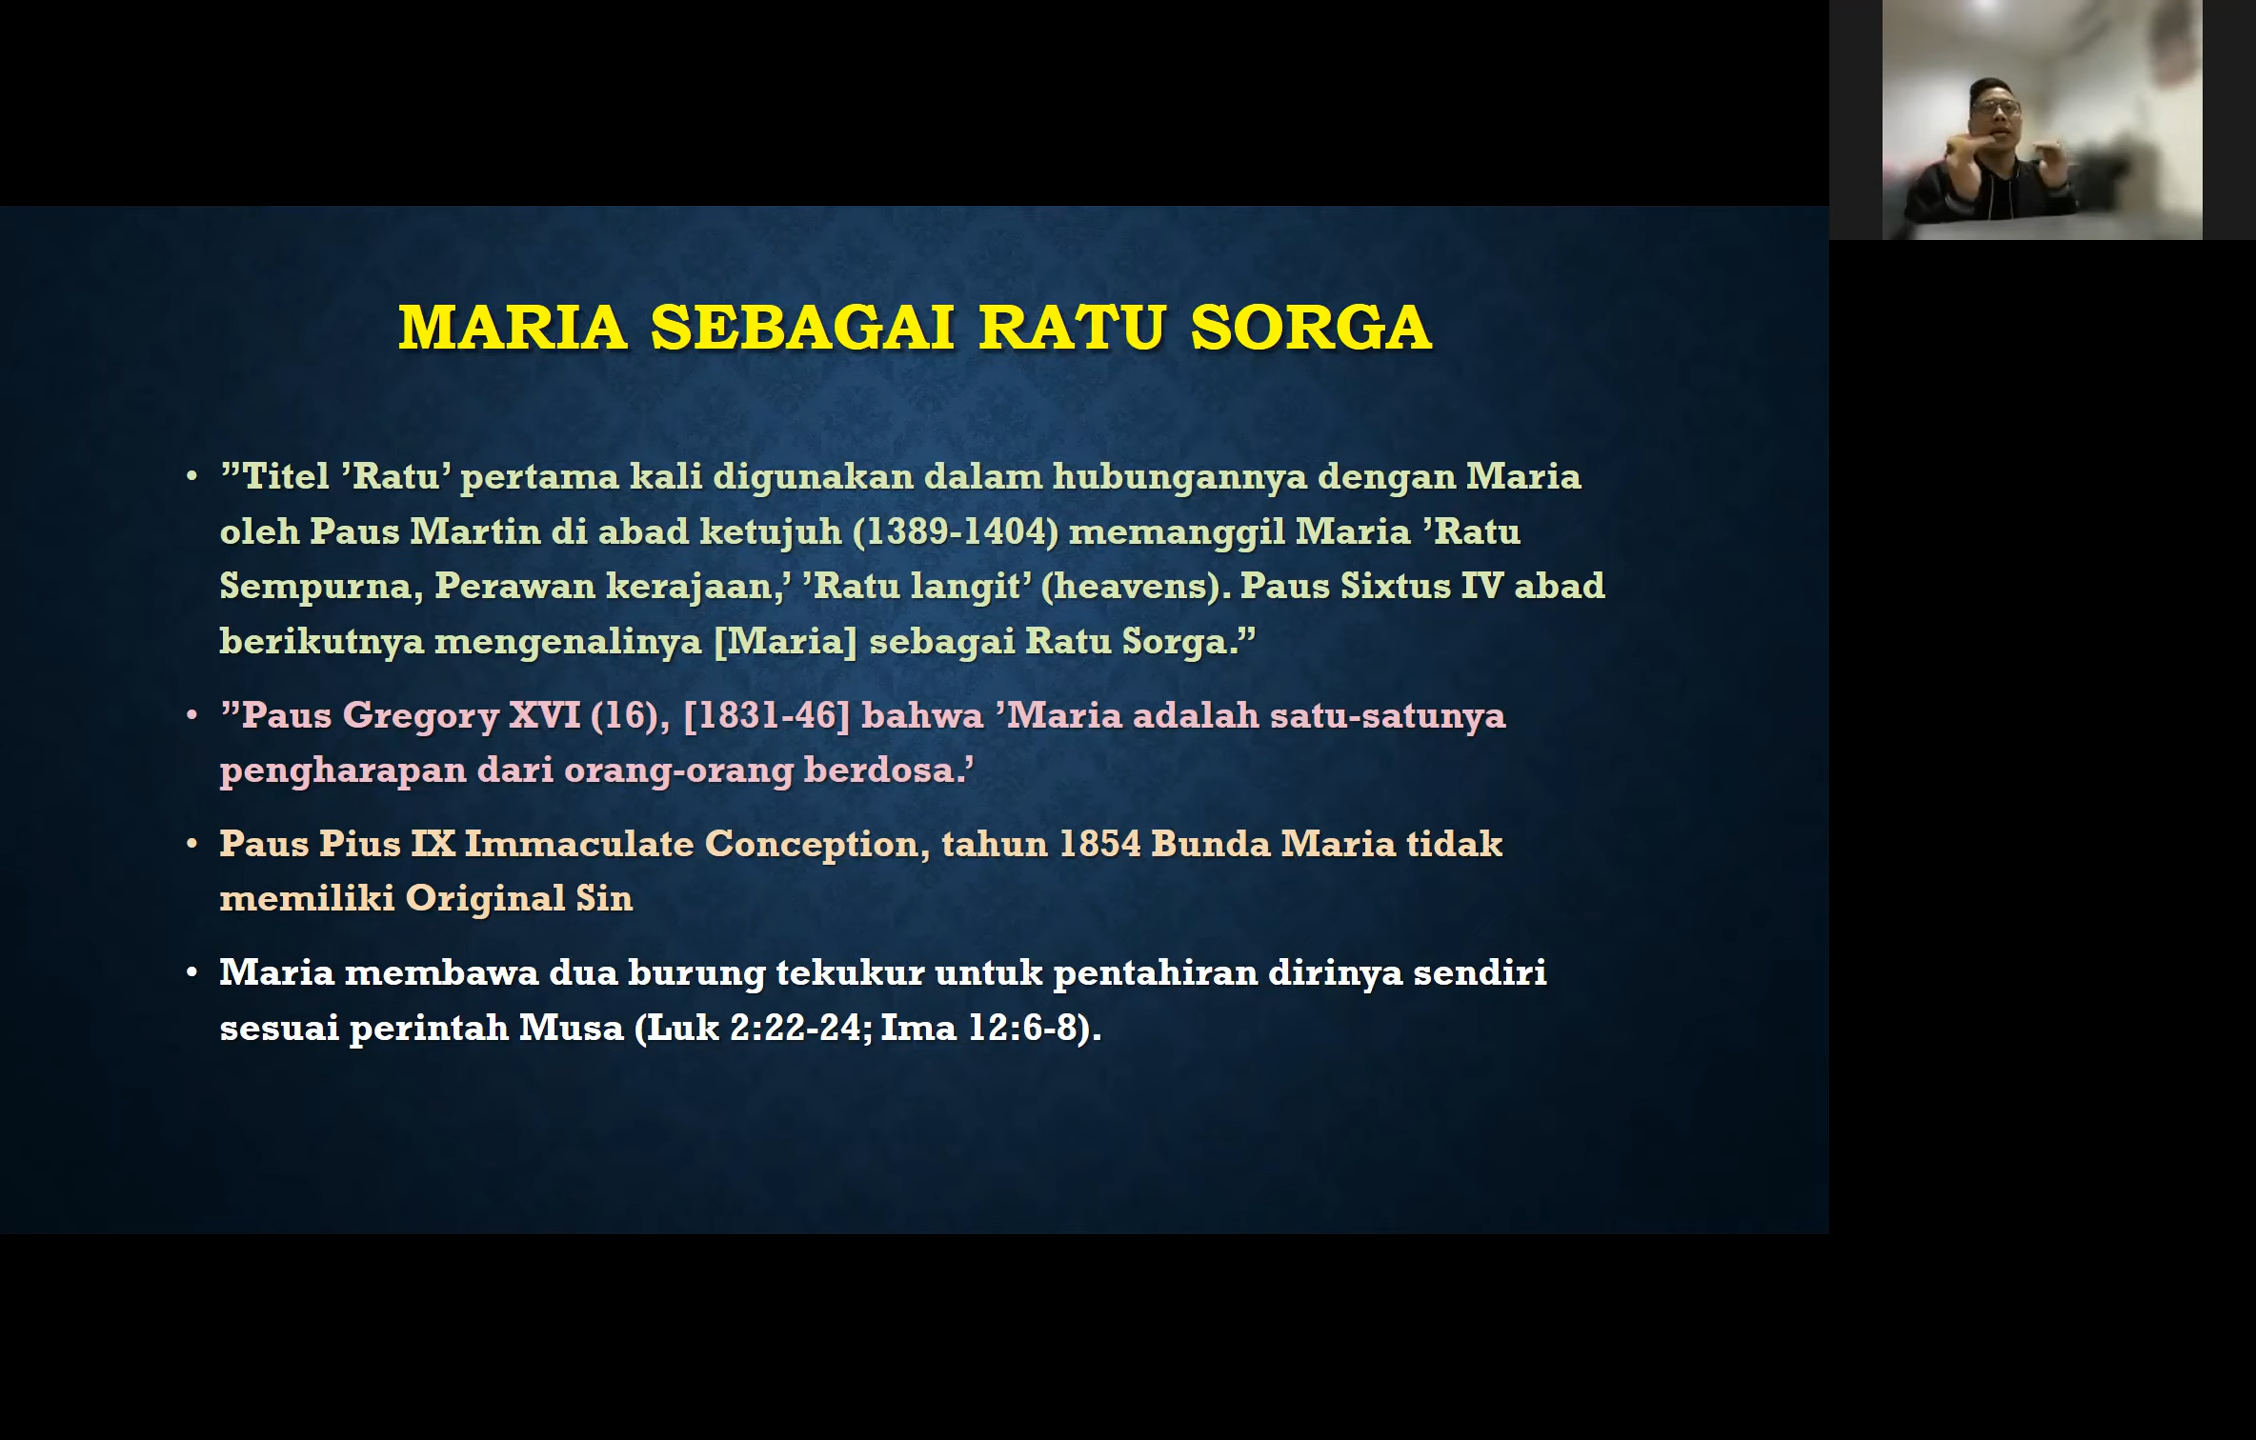 MARIA SEBAGAI RATU SORGA
• ”Titel ’Ratu’ pertama kali digunakan dalam hubungannya dengan Maria
oleh Paus Martin di abad ketujuh (1389-1404) memanggil Maria ’Ratu
Sempurna, Perawan kerajaan,’ ’Ratu langit’ (heavens). Paus Sixtus IV abad
berikutnya mengenalinya [Maria] sebagai Ratu Sorga.”
• ”Paus Gregory XVI (16), [1831-46] bahwa ’Maria adalah satu-satunya
pengharapan dari orang-orang berdosa.’
• Paus Pius IX Immaculate Conception, tahun 1854 Bunda Maria tidak
memiliki Original Sin
• Maria membawa dua burung tekukur untuk pentahiran dirinya sendiri
sesuai perintah Musa (Luk 2:22-24; Ima 12:6-8).